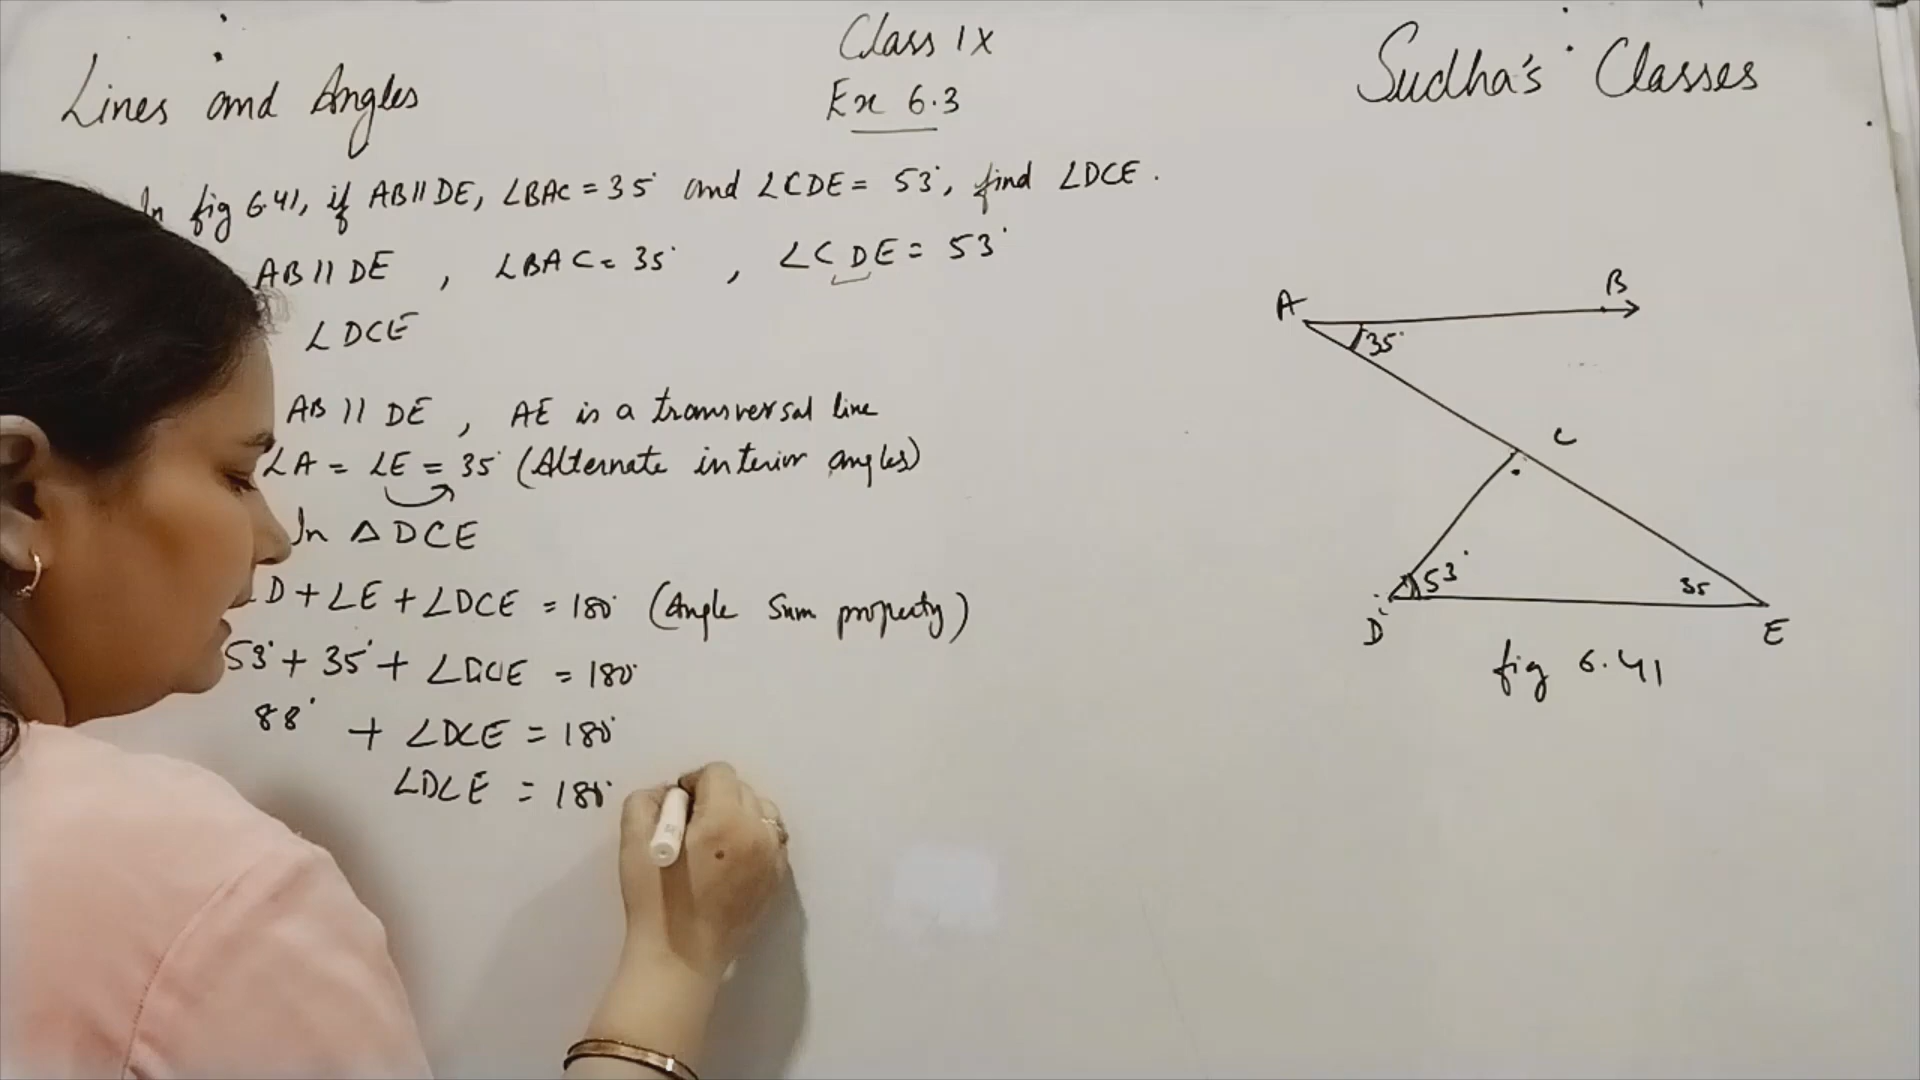 Class IX
Sudha's Classes
Lines and Angles
Ex 6.3
In fig 6.41, if AB∥DE, ∠BAC = 35° and ∠CDE = 53°, find ∠DCE.
AB∥DE, ∠BAC = 35°, ∠CDE = 53°
∠DCE
AB∥DE, AE is a transversal line
∠A = ∠E = 35° (Alternate interior angles)
In △DCE
∠D + ∠E + ∠DCE = 180° (Angle Sum property)
53° + 35° + ∠DCE = 180°
88° + ∠DCE = 180°
∠DCE = 180°
A
B
35°
C
53°
35
D
E
fig 6.41